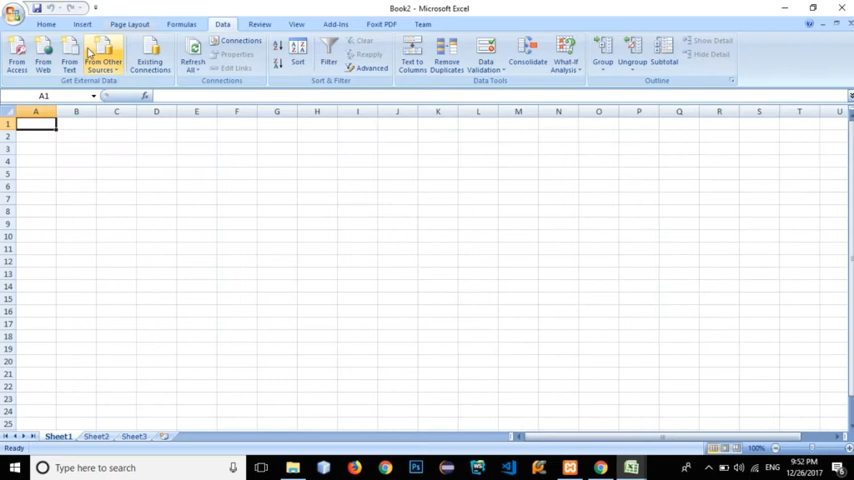 Book2 - Microsoft Excel
Home Insert Page Layout Formulas Data Review View Add-Ins Foxit PDF Team
From Access
From Web
From Text
From Other Sources
Existing Connections
Get External Data
Refresh All
Connections
Properties
Edit Links
Connections
Sort
Filter
Clear
Reapply
Advanced
Sort & Filter
Text to Columns
Remove Duplicates
Data Validation
Consolidate
What-If Analysis
Data Tools
Group
Ungroup
Subtotal
Show Detail
Hide Detail
Outline
A1 fx
A B C D E F G H I J K L M N O P Q R S T U
1
2
3
4
5
6
7
8
9
10
11
12
13
14
15
16
17
18
19
20
21
22
23
24
25
Sheet1 Sheet2 Sheet3
Ready 100%
Type here to search
ENG
9:52 PM
12/26/2017